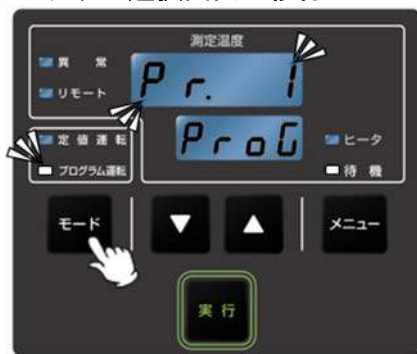 測定温度
異 常
リモート
Pr. 1
定値運転
プログラム運転
ProG
ヒータ
待 機
モード
▼
▲
メニュー
実 行